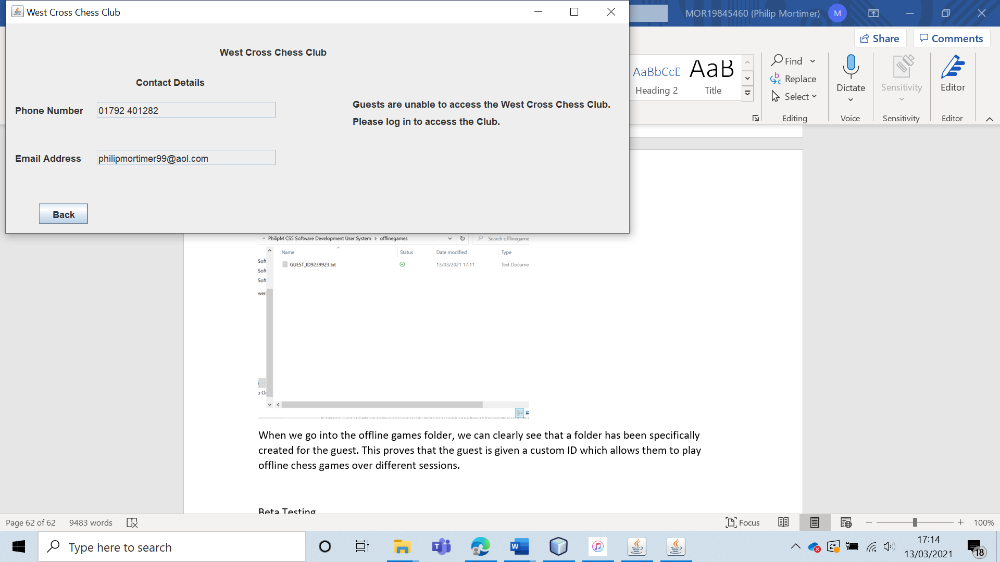 West Cross Chess Club
West Cross Chess Club
Contact Details
Phone Number 01792 401282
Guests are unable to access the West Cross Chess Club.
Please log in to access the Club.
Email Address philipmortimer99@aol.com
Back
MOR19845460 (Philip Mortimer) M
Share Comments
AaBbCcD AaB
Heading 2 Title
Find
Replace
Select
Editing
Dictate
Voice
Sensitivity
Sensitivity
Editor
Editor
« PhilipM CS5 Software Development User System > offlinegames
Search offlinegame
Name Status Date modified Type
GUEST_ID9239923.txt 13/03/2021 17:11 Text Docume
Soft
Soft
Soft
wer
When we go into the offline games folder, we can clearly see that a folder has been specifically
created for the guest. This proves that the guest is given a custom ID which allows them to play
offline chess games over different sessions.
Beta Testing
Page 62 of 62 9483 words Focus 100%
Type here to search
17:14
13/03/2021
18